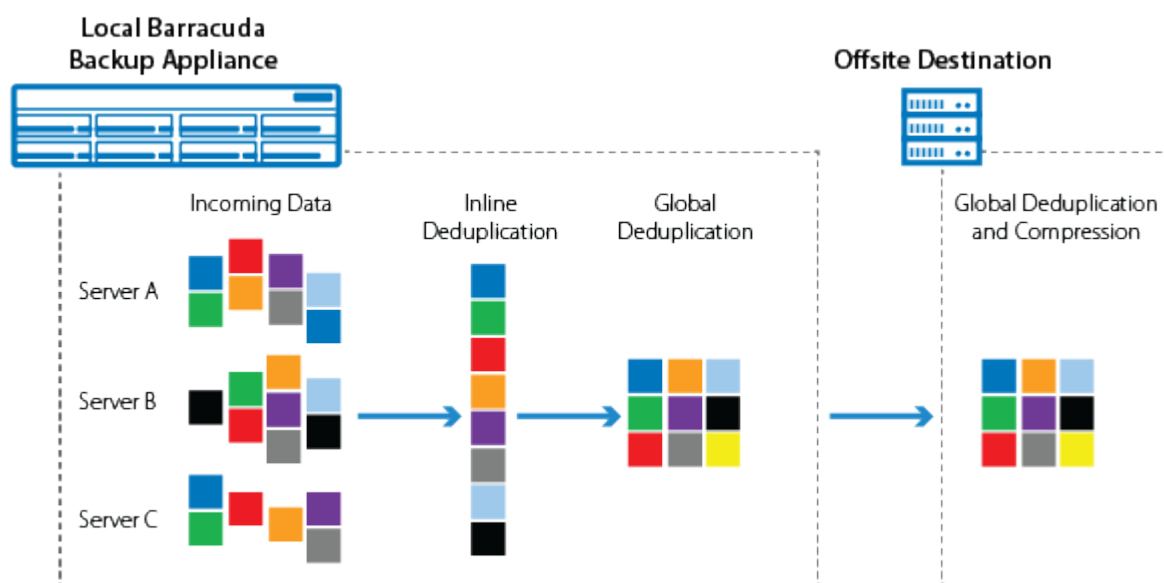 Local Barracuda
Backup Appliance
Offsite Destination
Incoming Data
Inline
Deduplication
Global
Deduplication
Global Deduplication
and Compression
Server A
Server B
Server C